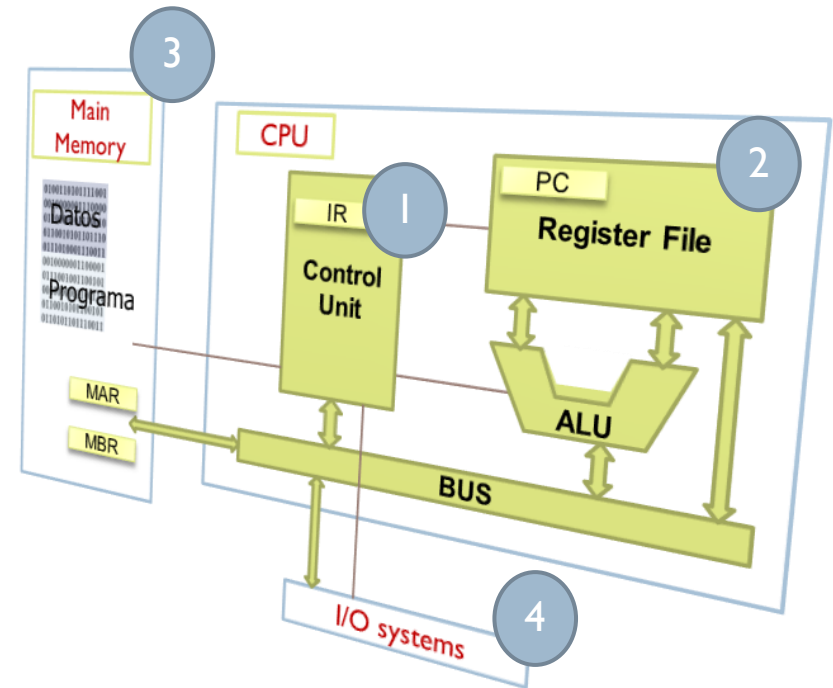 3
Main
Memory
CPU
2
PC
IR
1
Register File
Datos
Control
Unit
Programa
MAR
MBR
ALU
BUS
I/O systems
4